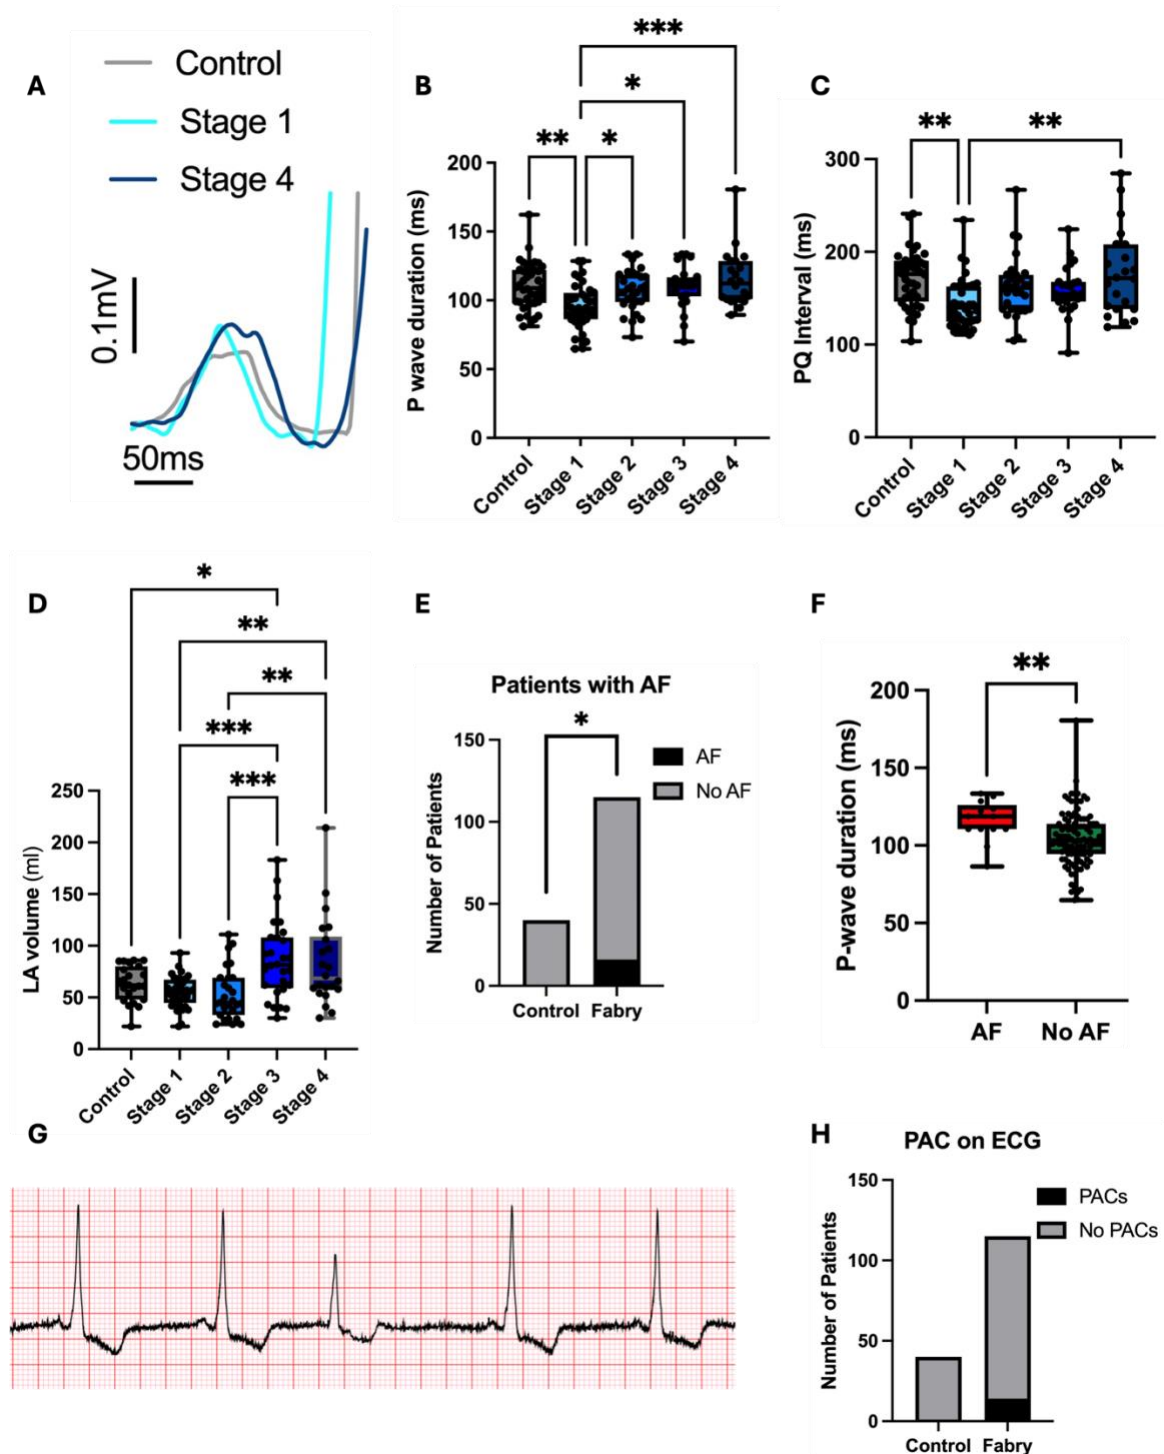 A
Control
Stage 1
Stage 4
0.1mV
50ms
B
***
*
** *
P wave duration (ms)
200
150
100
50
0
Control
Stage 1
Stage 2
Stage 3
Stage 4
C
** **
PQ Interval (ms)
300
200
100
0
Control
Stage 1
Stage 2
Stage 3
Stage 4
D
*
**
**
***
***
LA volume (ml)
250
200
150
100
50
0
Control
Stage 1
Stage 2
Stage 3
Stage 4
E
Patients with AF
*
AF
No AF
Number of Patients
150
100
50
0
Control Fabry
F
**
P-wave duration (ms)
200
150
100
50
0
AF No AF
G
H
PAC on ECG
PACs
No PACs
Number of Patients
150
100
50
0
Control Fabry